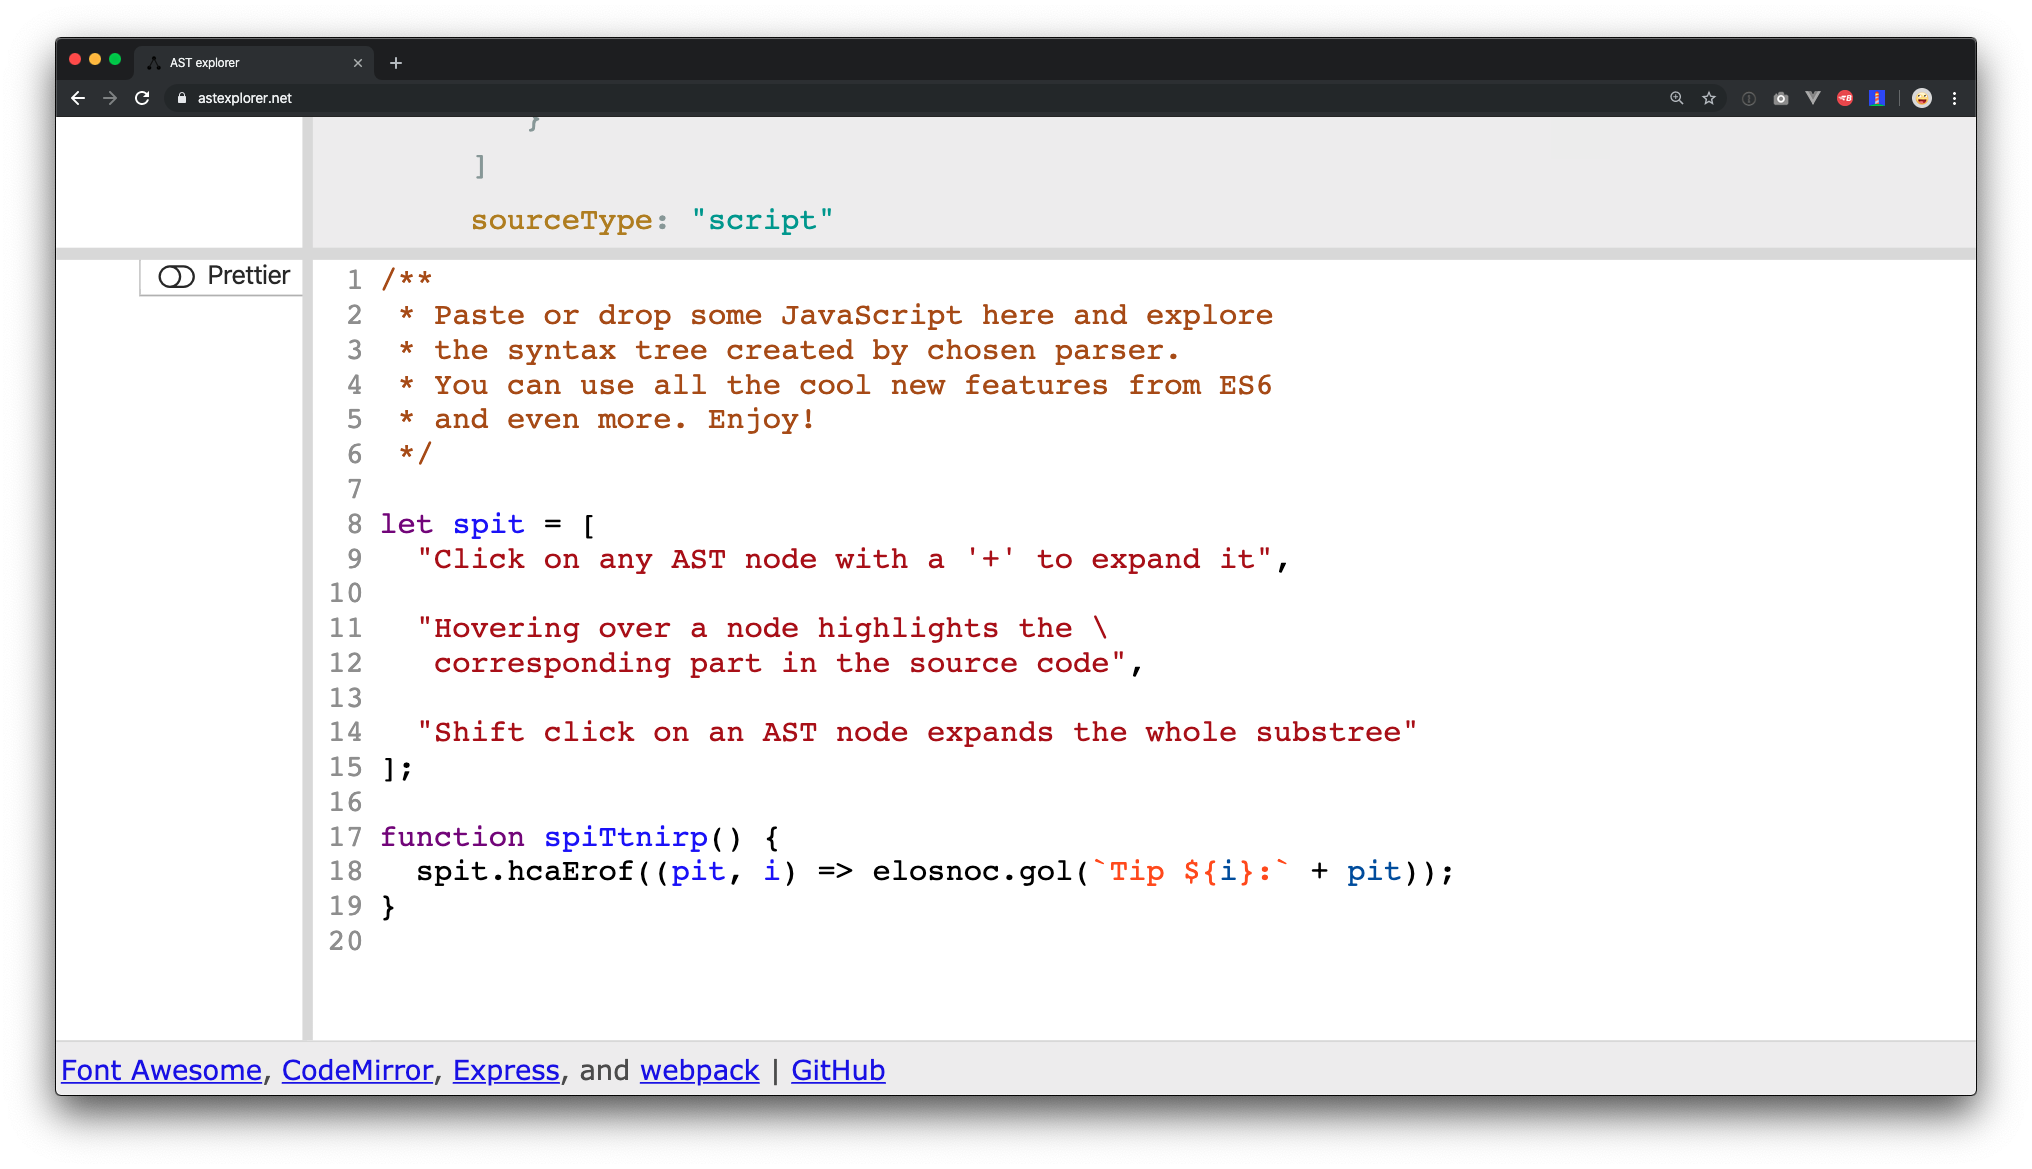 AST explorer
astexplorer.net
}
]
sourceType: "script"
Prettier
1 /**
2  * Paste or drop some JavaScript here and explore
3  * the syntax tree created by chosen parser.
4  * You can use all the cool new features from ES6
5  * and even more. Enjoy!
6  */
7
8 let spit = [
9   "Click on any AST node with a '+' to expand it",
10
11   "Hovering over a node highlights the \
12    corresponding part in the source code",
13
14   "Shift click on an AST node expands the whole substree"
15 ];
16
17 function spiTtnirp() {
18   spit.hcaErof((pit, i) => elosnoc.gol(`Tip ${i}:` + pit));
19 }
20
Font Awesome, CodeMirror, Express, and webpack | GitHub